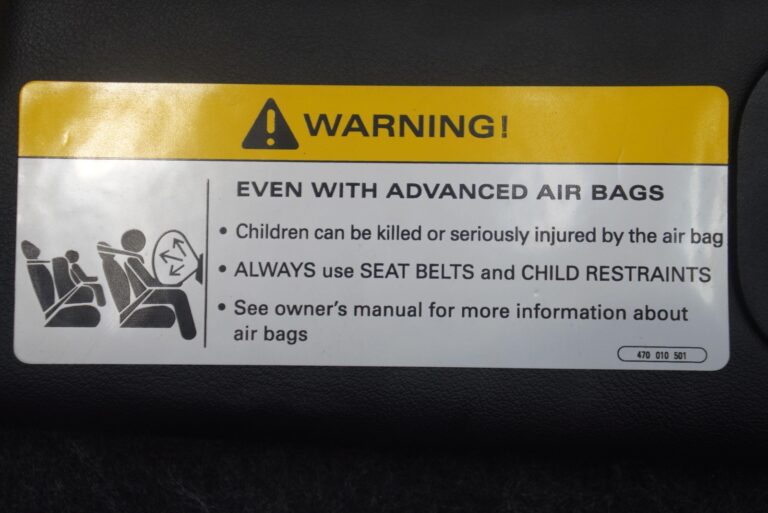 WARNING!
EVEN WITH ADVANCED AIR BAGS
• Children can be killed or seriously injured by the air bag
• ALWAYS use SEAT BELTS and CHILD RESTRAINTS
• See owner's manual for more information about
air bags
470 010 501